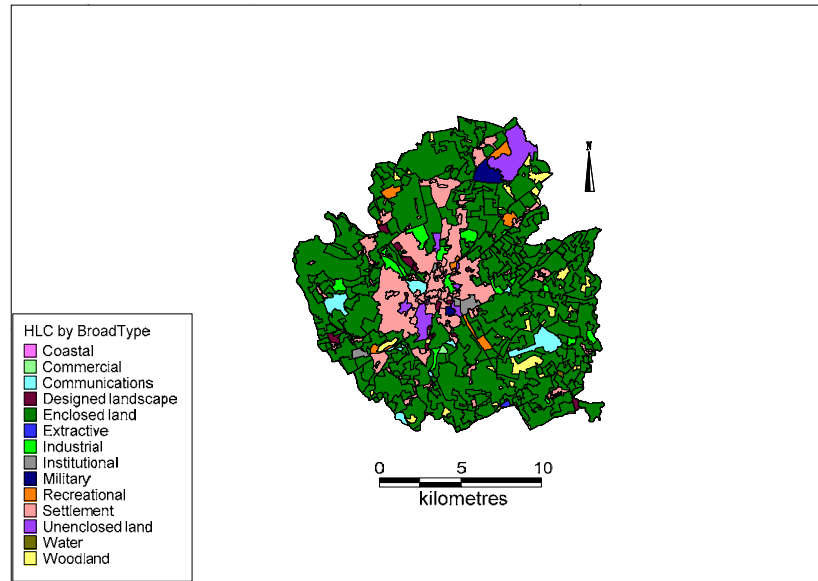 N
HLC by BroadType
Coastal
Commercial
Communications
Designed landscape
Enclosed land
Extractive
Industrial
Institutional
Military
Recreational
Settlement
Unenclosed land
Water
Woodland
0 5 10
kilometres